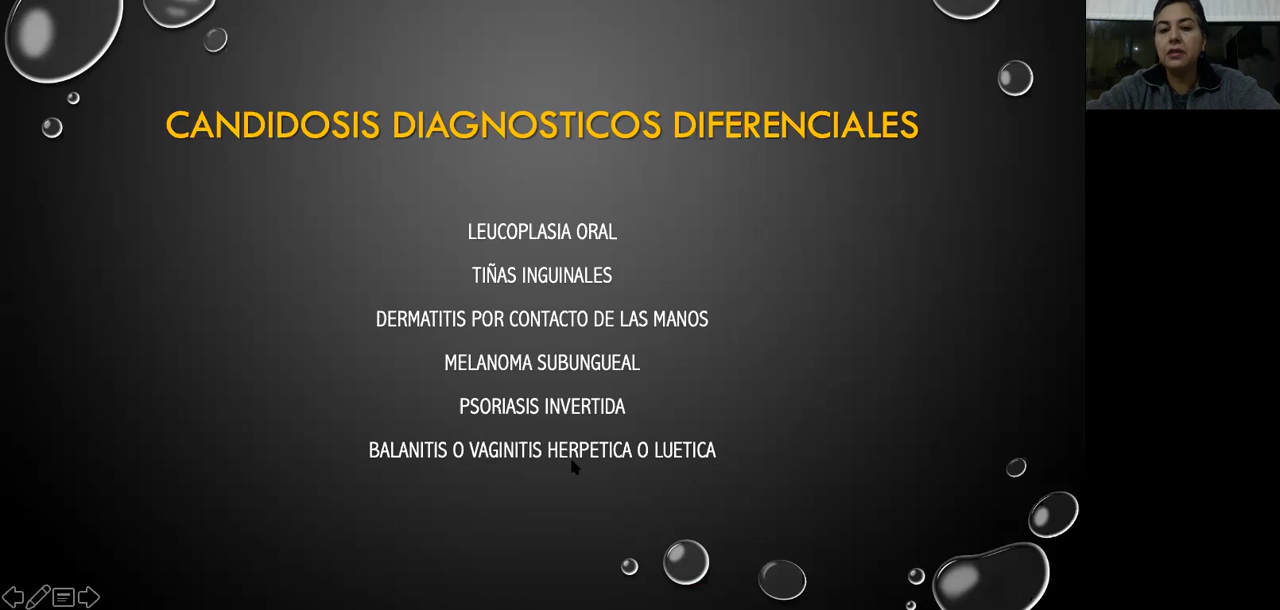 CANDIDOSIS DIAGNOSTICOS DIFERENCIALES
LEUCOPLASIA ORAL
TIÑAS INGUINALES
DERMATITIS POR CONTACTO DE LAS MANOS
MELANOMA SUBUNGUEAL
PSORIASIS INVERTIDA
BALANITIS O VAGINITIS HERPETICA O LUETICA